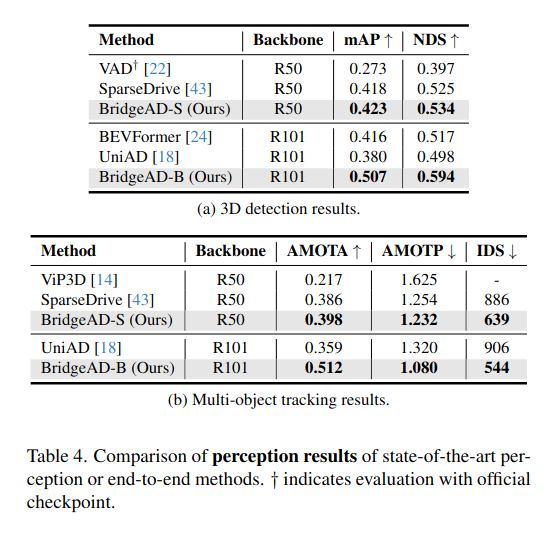 Method Backbone mAP ↑ NDS ↑
VAD† [22] R50 0.273 0.397
SparseDrive [43] R50 0.418 0.525
BridgeAD-S (Ours) R50 0.423 0.534
BEVFormer [24] R101 0.416 0.517
UniAD [18] R101 0.380 0.498
BridgeAD-B (Ours) R101 0.507 0.594
(a) 3D detection results.
Method Backbone AMOTA ↑ AMOTP ↓ IDS ↓
ViP3D [14] R50 0.217 1.625 -
SparseDrive [43] R50 0.386 1.254 886
BridgeAD-S (Ours) R50 0.398 1.232 639
UniAD [18] R101 0.359 1.320 906
BridgeAD-B (Ours) R101 0.512 1.080 544
(b) Multi-object tracking results.
Table 4. Comparison of perception results of state-of-the-art per-
ception or end-to-end methods. † indicates evaluation with official
checkpoint.